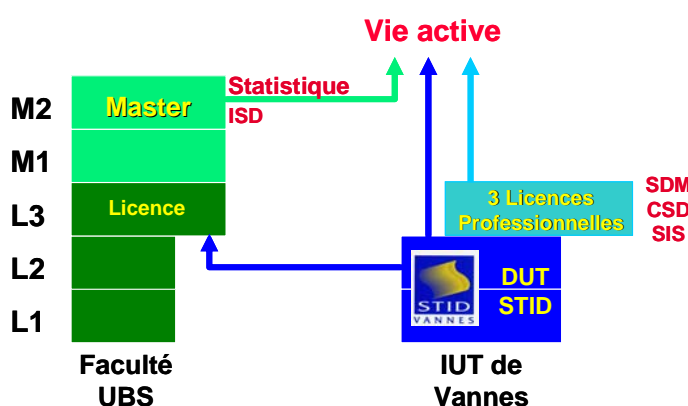 Vie active
Statistique
ISD
M2
Master
M1
L3
Licence
3 Licences
Professionnelles
SDM
CSD
SIS
L2
DUT
STID
STID
VANNES
L1
Faculté
UBS
IUT de
Vannes